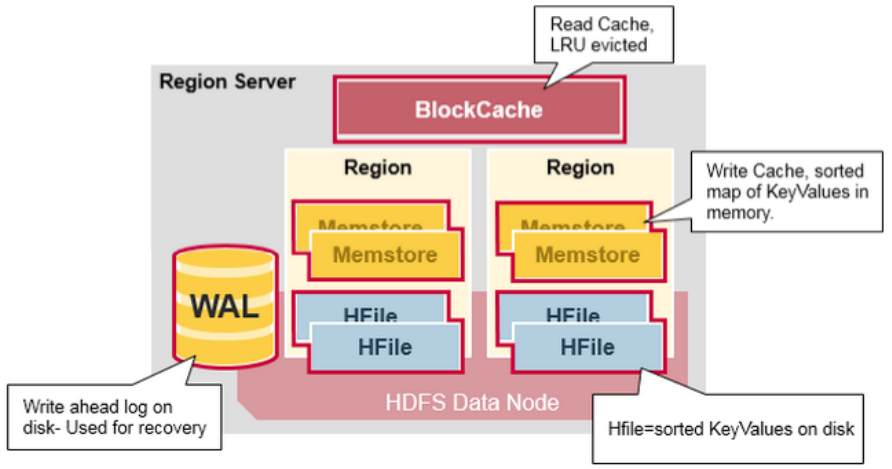 Read Cache,
LRU evicted
Region Server
BlockCache
Region
Region
Write Cache, sorted
map of KeyValues in
memory.
Memstore
Memstore
Memstore
Memstore
WAL
HFile
HFile
HFile
HFile
Write ahead log on
disk- Used for recovery
HDFS Data Node
Hfile=sorted KeyValues on disk